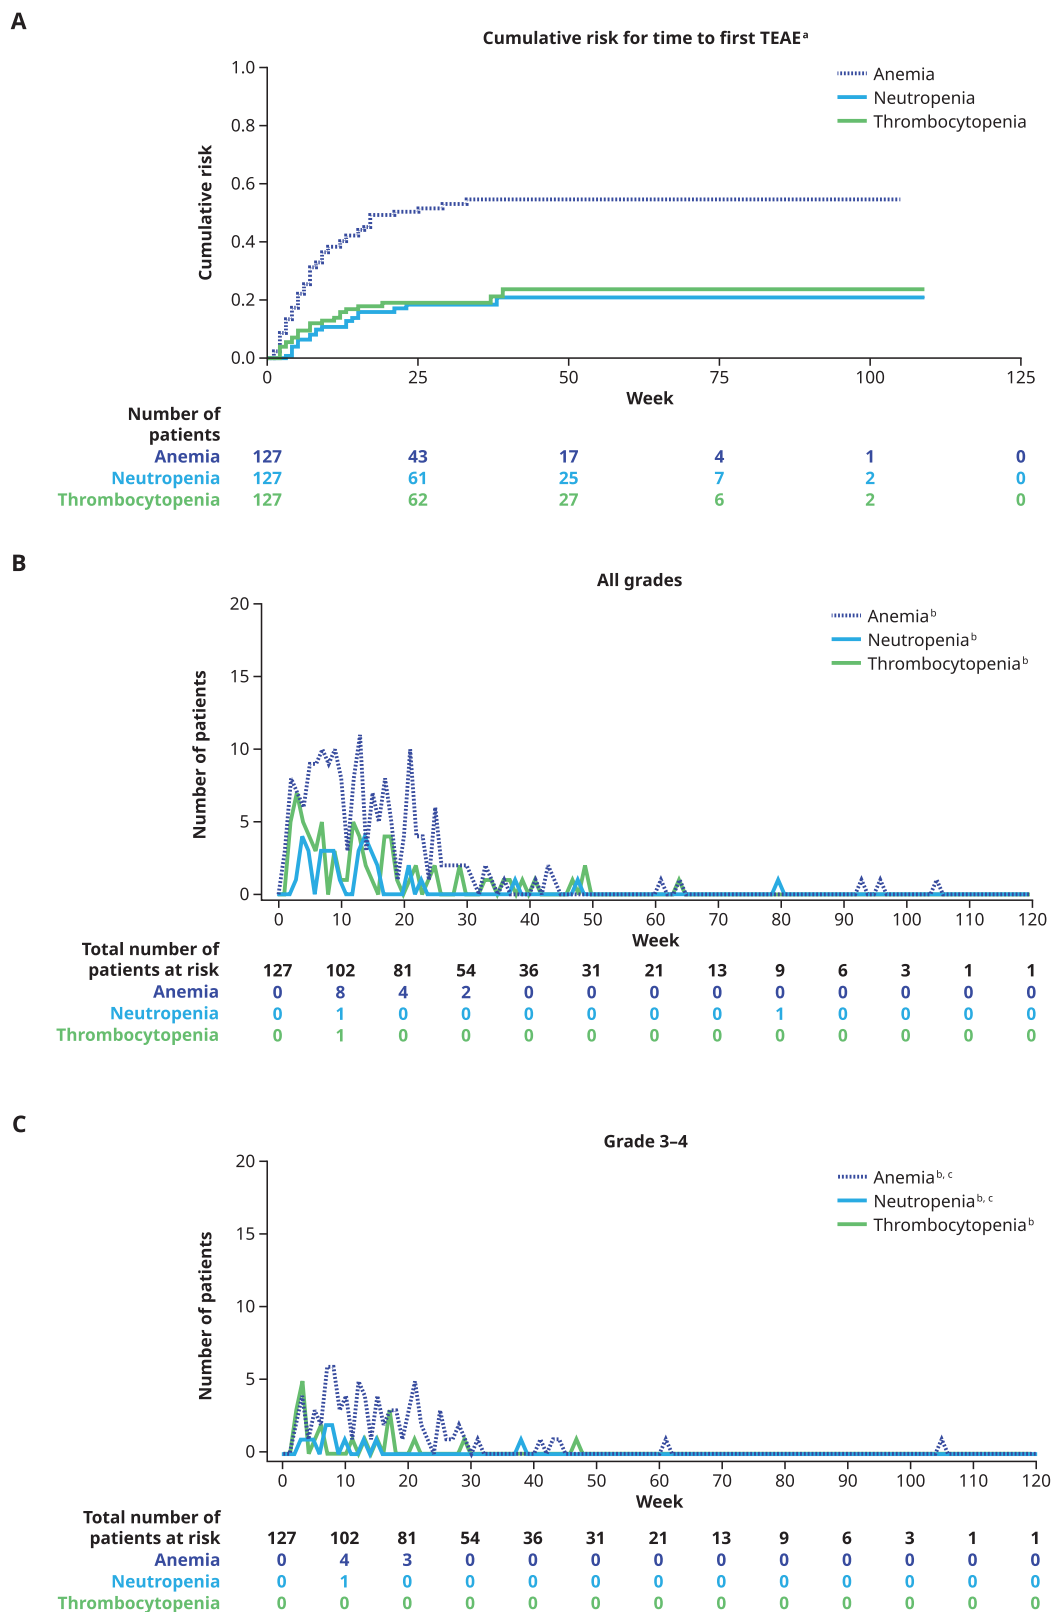 A
Cumulative risk for time to first TEAEᵃ
Anemia
Neutropenia
Thrombocytopenia
Cumulative risk
1.0
0.8
0.6
0.4
0.2
0.0
0 25 50 75 100 125
Week
Number of
patients
Anemia 127 43 17 4 1 0
Neutropenia 127 61 25 7 2 0
Thrombocytopenia 127 62 27 6 2 0
B
All grades
Anemiaᵇ
Neutropeniaᵇ
Thrombocytopeniaᵇ
Number of patients
20
15
10
5
0
0 10 20 30 40 50 60 70 80 90 100 110 120
Week
Total number of
patients at risk 127 102 81 54 36 31 21 13 9 6 3 1 1
Anemia 0 8 4 2 0 0 0 0 0 0 0 0 0
Neutropenia 0 1 0 0 0 0 0 0 1 0 0 0 0
Thrombocytopenia 0 1 0 0 0 0 0 0 0 0 0 0 0
C
Grade 3–4
Anemiaᵇ, ᶜ
Neutropeniaᵇ, ᶜ
Thrombocytopeniaᵇ
Number of patients
20
15
10
5
0
0 10 20 30 40 50 60 70 80 90 100 110 120
Week
Total number of
patients at risk 127 102 81 54 36 31 21 13 9 6 3 1 1
Anemia 0 4 3 0 0 0 0 0 0 0 0 0 0
Neutropenia 0 1 0 0 0 0 0 0 0 0 0 0 0
Thrombocytopenia 0 0 0 0 0 0 0 0 0 0 0 0 0